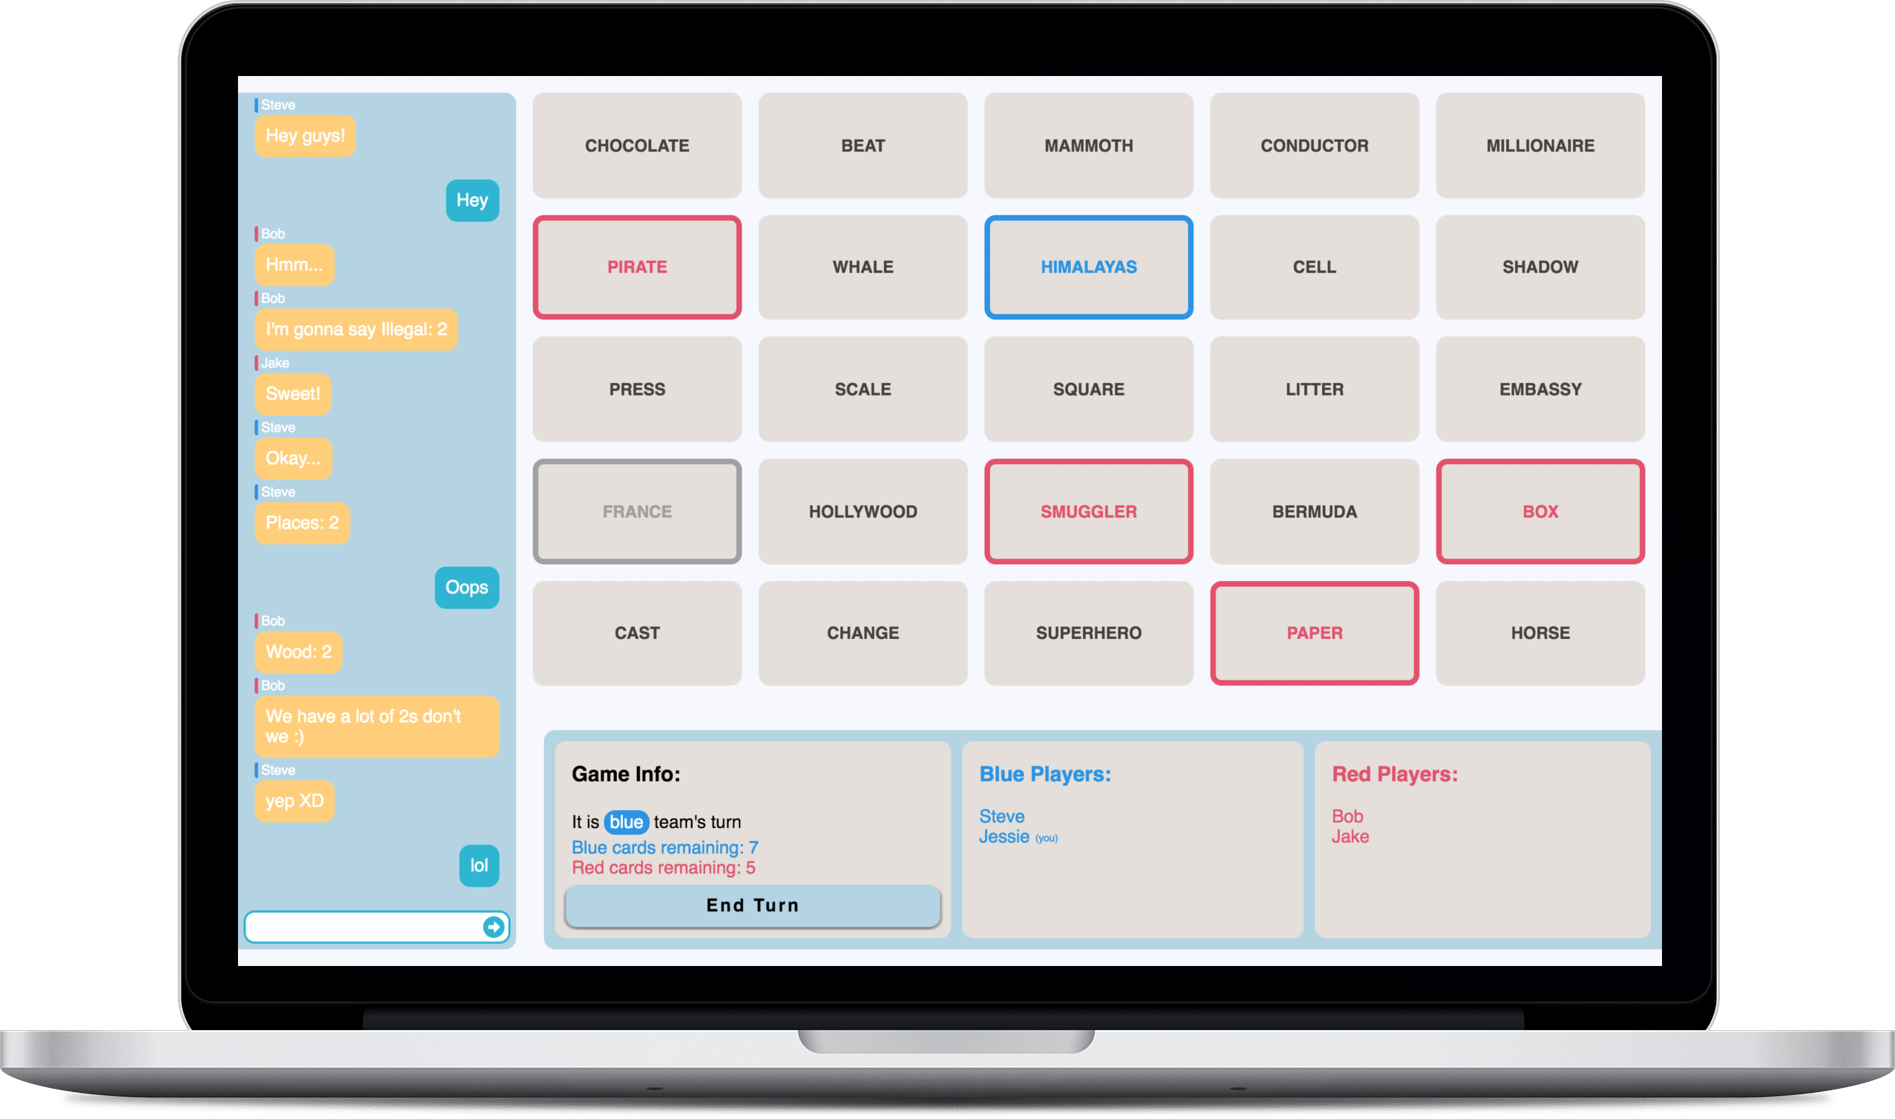 Steve
Hey guys!
Hey
Bob
Hmm...
Bob
I'm gonna say Illegal: 2
Jake
Sweet!
Steve
Okay...
Steve
Places: 2
Oops
Bob
Wood: 2
Bob
We have a lot of 2s don't
we :)
Steve
yep XD
lol
CHOCOLATE BEAT MAMMOTH CONDUCTOR MILLIONAIRE
PIRATE WHALE HIMALAYAS CELL SHADOW
PRESS SCALE SQUARE LITTER EMBASSY
FRANCE HOLLYWOOD SMUGGLER BERMUDA BOX
CAST CHANGE SUPERHERO PAPER HORSE
Game Info:
It is blue team's turn
Blue cards remaining: 7
Red cards remaining: 5
End Turn
Blue Players:
Steve
Jessie (you)
Red Players:
Bob
Jake